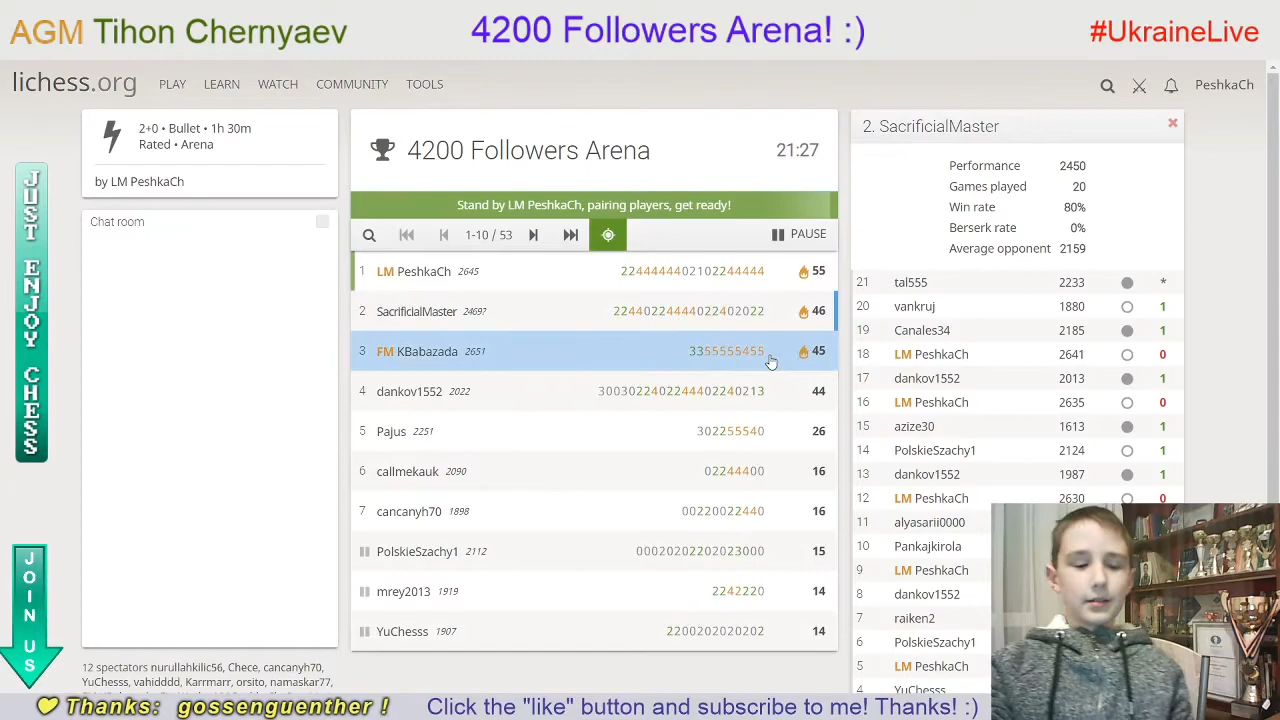 AGM Tihon Chernyaev
4200 Followers Arena! :)
#UkraineLive
lichess.org
PLAY LEARN WATCH COMMUNITY TOOLS
PeshkaCh
JUST ENJOY CHESS
JOIN US
2+0 • Bullet • 1h 30m
Rated • Arena
by LM PeshkaCh
Chat room
12 spectators nurullahkilic56, Chece, cancanyh70,
YuChesss, vahidddd, Karrmarr, orsito, namaskar77,
4200 Followers Arena 21:27
Stand by LM PeshkaCh, pairing players, get ready!
1-10 / 53 PAUSE
1 LM PeshkaCh 2645 2244444402102244444 55
2 SacrificialMaster 2469? 22440224444022402022 46
3 FM KBabazada 2651 3355555455 45
4 dankov1552 2022 30030224022444402240213 44
5 Pajus 2251 302255540 26
6 callmekauk 2090 02244400 16
7 cancanyh70 1898 00220022440 16
PolskieSzachy1 2112 00020202202023000 15
mrey2013 1919 2242220 14
YuChesss 1907 2200202020202 14
2. SacrificialMaster
Performance 2450
Games played 20
Win rate 80%
Berserk rate 0%
Average opponent 2159
21 tal555 2233 *
20 vankruj 1880 1
19 Canales34 2185 1
18 LM PeshkaCh 2641 0
17 dankov1552 2013 1
16 LM PeshkaCh 2635 0
15 azize30 1613 1
14 PolskieSzachy1 2124 1
13 dankov1552 1987 1
12 LM PeshkaCh 2630 0
11 alyasarii0000
10 Pankajkirola
9 LM PeshkaCh
8 dankov1552
7 raiken2
6 PolskieSzachy1
5 LM PeshkaCh
4 YuChesss
Thanks: gossenguenther !
Click the "like" button and subscribe to me! Thanks! :)